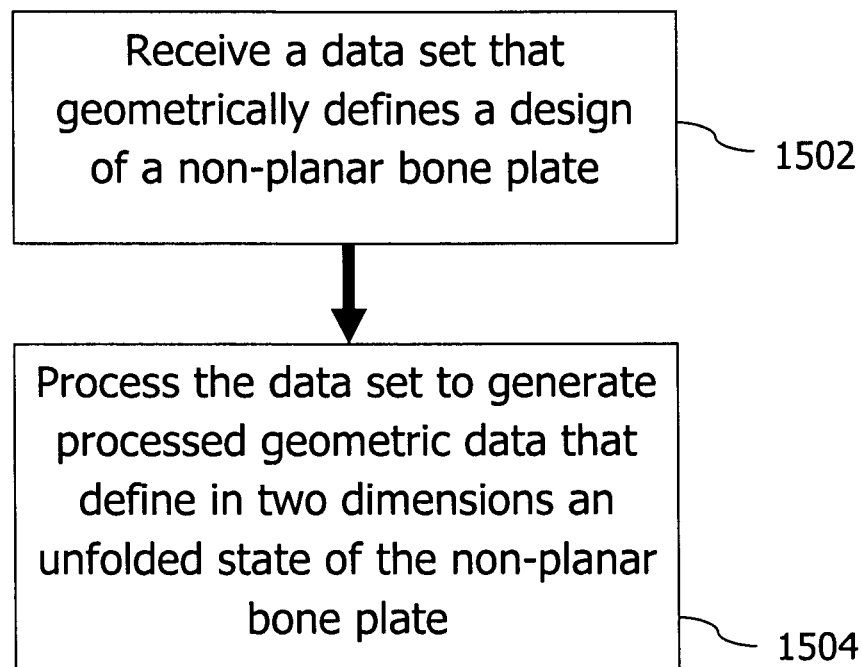 Receive a data set that
geometrically defines a design
of a non-planar bone plate
1502
Process the data set to generate
processed geometric data that
define in two dimensions an
unfolded state of the non-planar
bone plate
1504